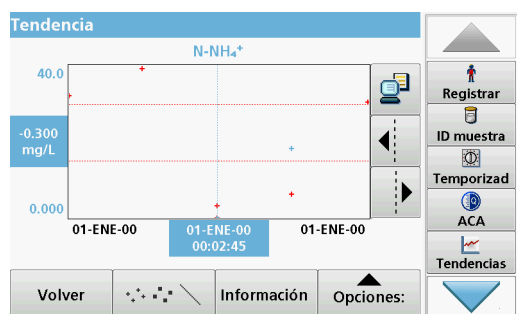 Tendencia
N-NH₄⁺
40.0
-0.300
mg/L
0.000
01-ENE-00
01-ENE-00
00:02:45
01-ENE-00
Volver
Información
Opciones:
Registrar
ID muestra
Temporizad
ACA
Tendencias